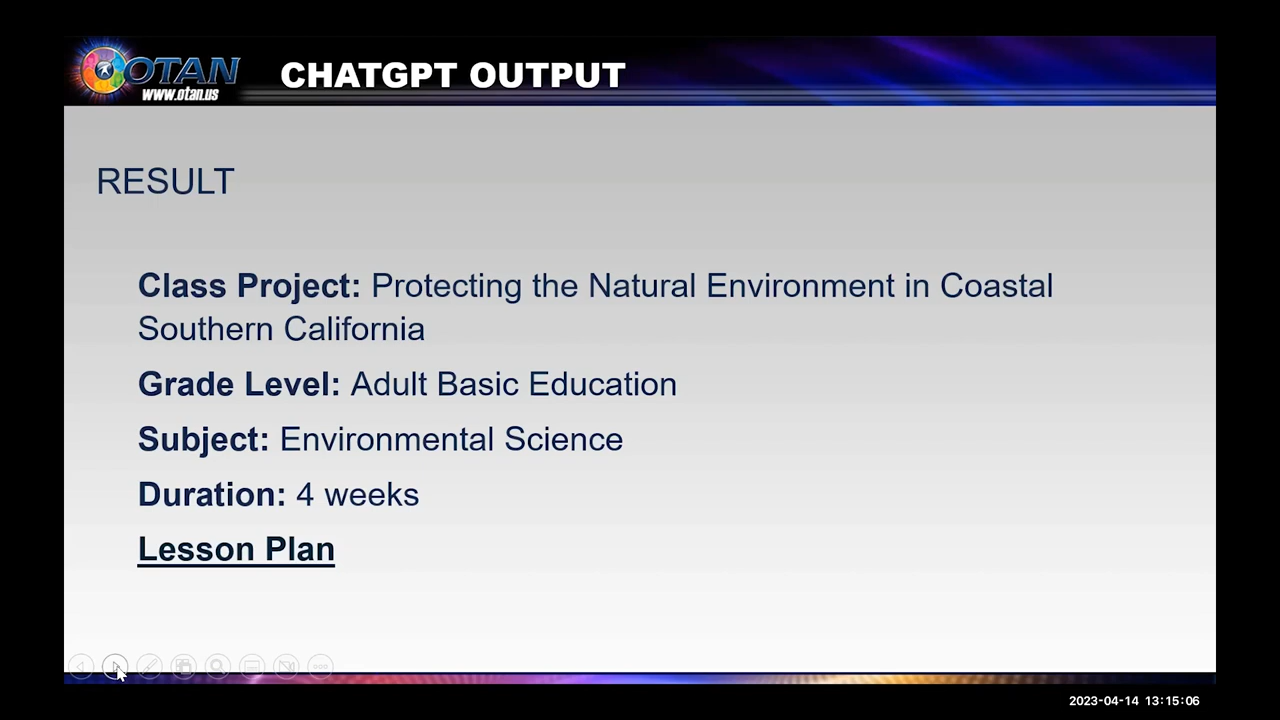 OTAN
www.otan.us
CHATGPT OUTPUT
RESULT
Class Project: Protecting the Natural Environment in Coastal
Southern California
Grade Level: Adult Basic Education
Subject: Environmental Science
Duration: 4 weeks
Lesson Plan
2023-04-14 13:15:06